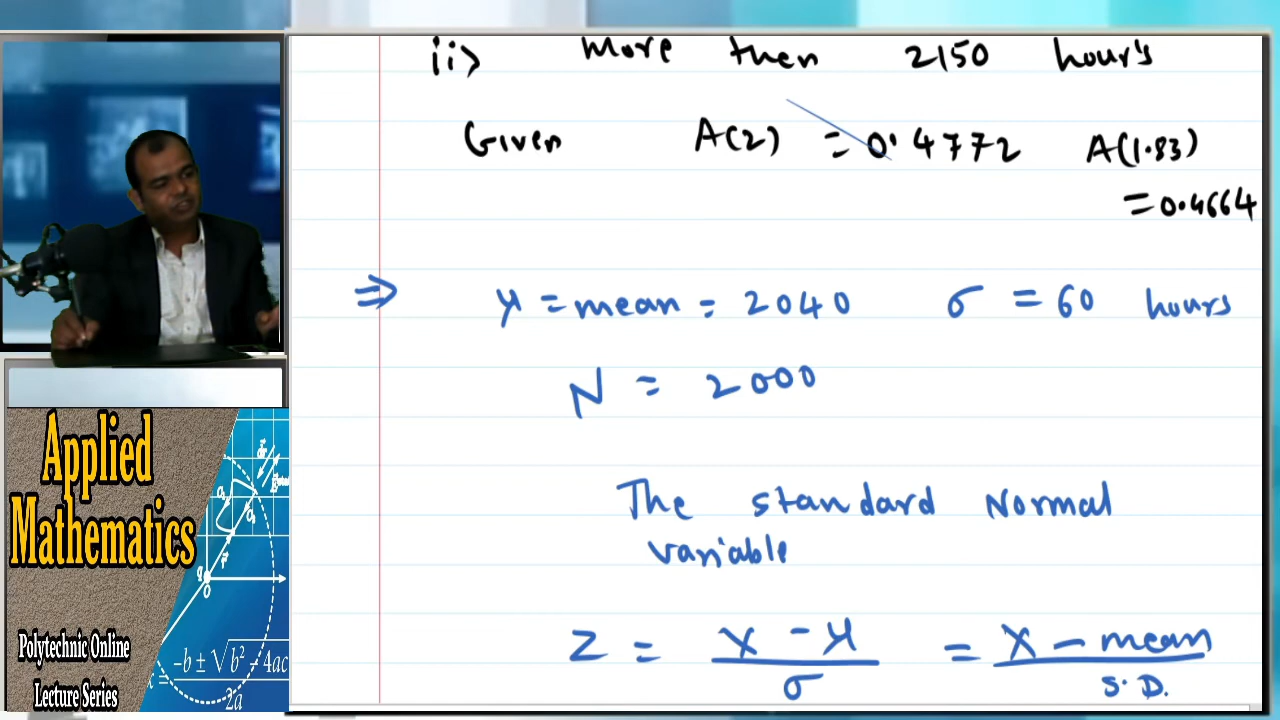 ii> More then 2150 hour's
Given A(2) = 0.4772 A(1.83)
= 0.4664
⇒ μ = mean = 2040 σ = 60 hours
N = 2000
The standard Normal
variable
Z = X - μ / σ = X - mean / S.D.
Applied
Mathematics
Polytechnic Online
Lecture Series
-b ± √b² - 4ac
2a